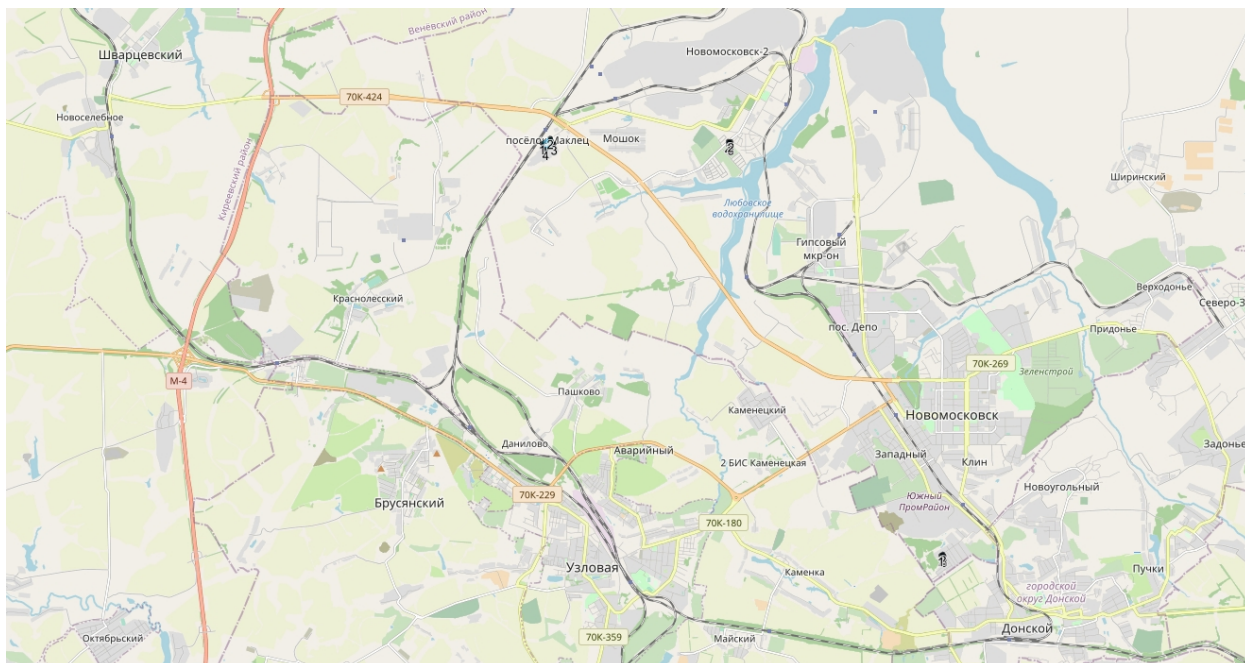 Венёвский район
Шварцевский
Новомосковск-2
70К-424
Новоселебное
посёлок Маклец
Мошок
Ширинский
Киреевский район
Любовское
водохранилище
Гипсовый
мкр-он
Краснолесский
Верходонье
Северо-З
пос. Депо
Придонье
70К-269
Зеленстрой
М-4
Пашково
Каменецкий
Новомосковск
Данилово
Аварийный
2 БИС Каменецкая
Западный
Клин
Задонье
70К-229
Брусянский
Южный
ПромРайон
Новоугольный
70К-180
Узловая
Каменка
городской
округ Донской
Пучки
Октябрьский
70К-359
Майский
Донской